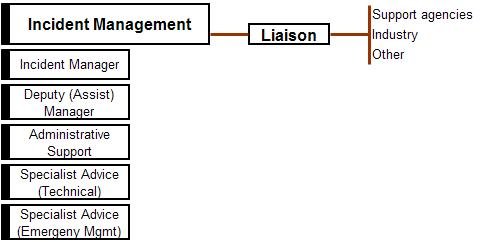 Incident Management
Liaison
Support agencies
Industry
Other
Incident Manager
Deputy (Assist)
Manager
Administrative
Support
Specialist Advice
(Technical)
Specialist Advice
(Emergeny Mgmt)